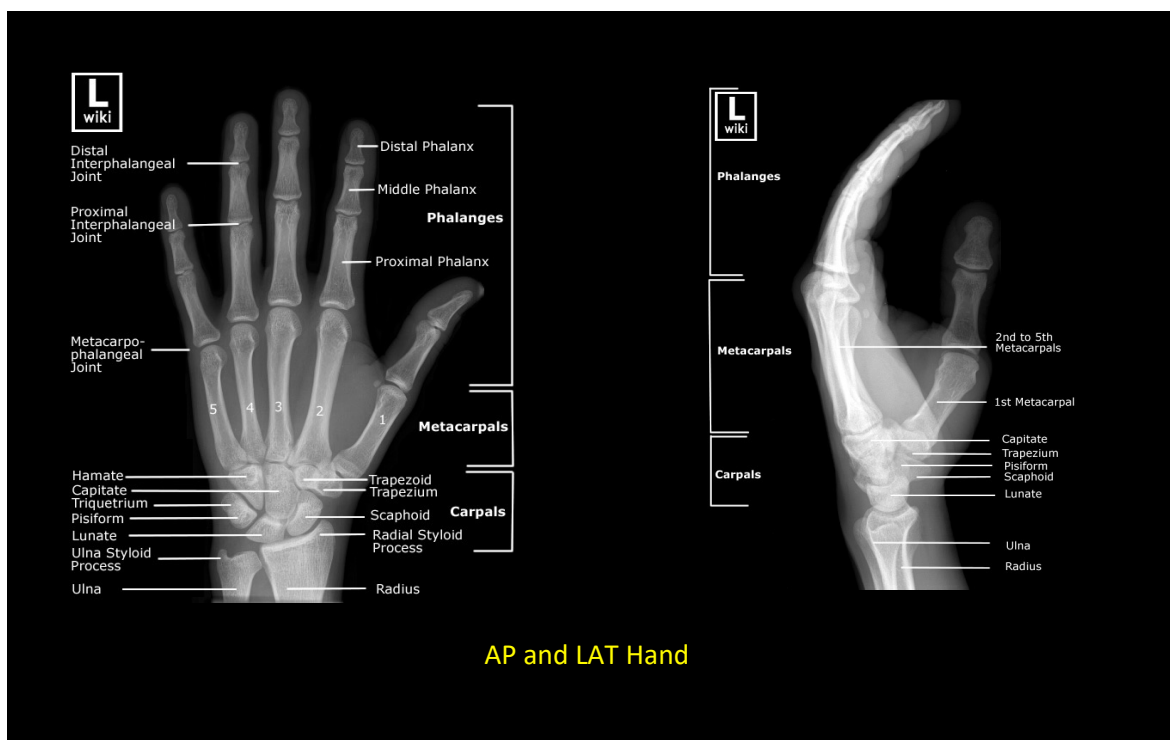 L
wiki
Distal
Interphalangeal
Joint
Proximal
Interphalangeal
Joint
Metacarpo-
phalangeal
Joint
Distal Phalanx
Middle Phalanx
Phalanges
Proximal Phalanx
5
4
3
2
1
Metacarpals
Hamate
Capitate
Triquetrium
Pisiform
Lunate
Ulna Styloid
Process
Ulna
Trapezoid
Trapezium
Scaphoid
Carpals
Radial Styloid
Process
Radius
L
wiki
Phalanges
Metacarpals
Carpals
2nd to 5th
Metacarpals
1st Metacarpal
Capitate
Trapezium
Pisiform
Scaphoid
Lunate
Ulna
Radius
AP and LAT Hand